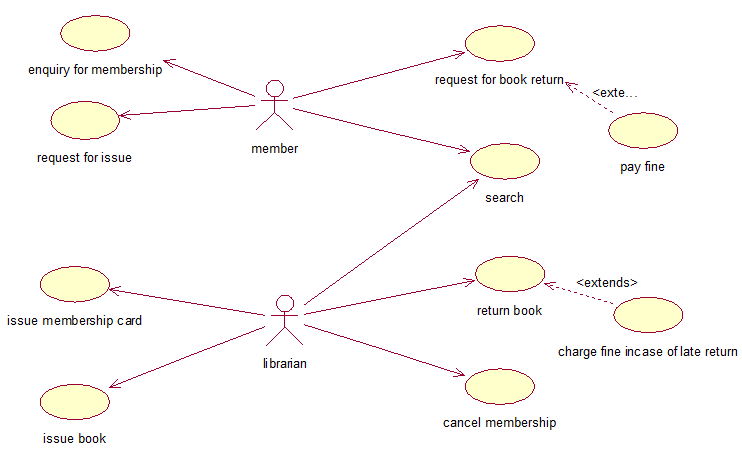 enquiry for membership
request for book return
<exte...
request for issue
member
pay fine
search
<extends>
issue membership card
return book
librarian
charge fine incase of late return
cancel membership
issue book